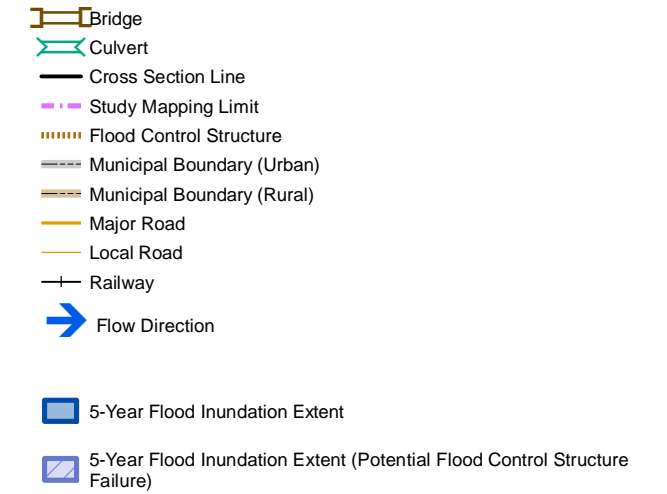 Bridge
Culvert
Cross Section Line
Study Mapping Limit
Flood Control Structure
Municipal Boundary (Urban)
Municipal Boundary (Rural)
Major Road
Local Road
Railway
Flow Direction
5-Year Flood Inundation Extent
5-Year Flood Inundation Extent (Potential Flood Control Structure
Failure)